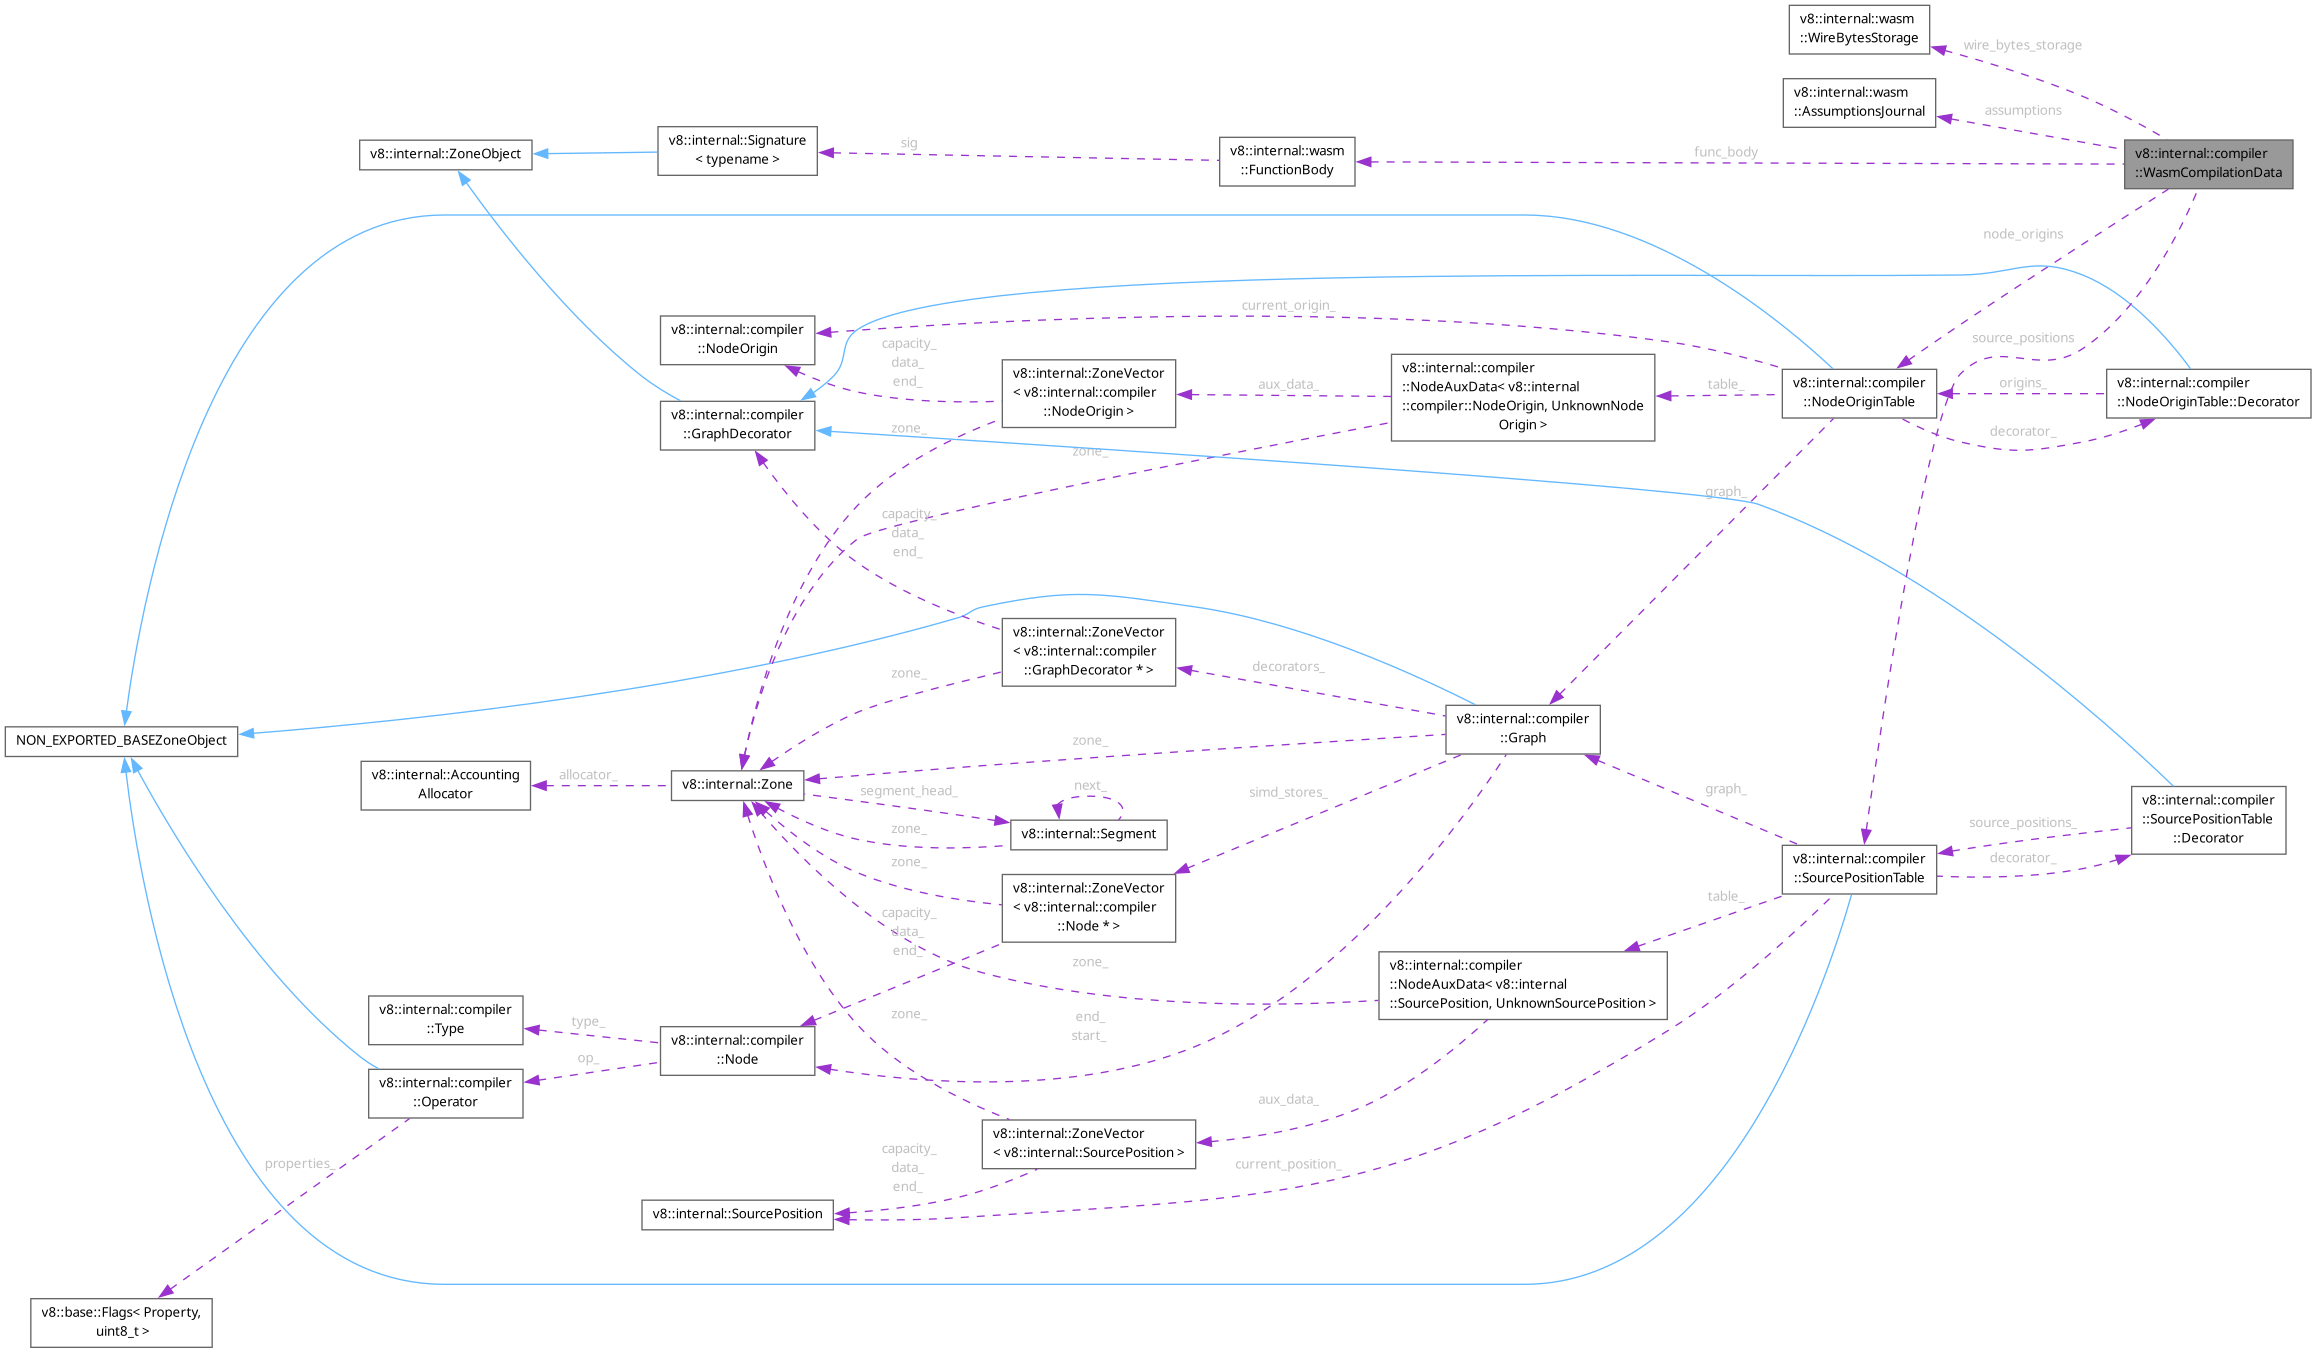 v8::internal::wasm
::WireBytesStorage
wire_bytes_storage
v8::internal::wasm
::AssumptionsJournal
assumptions
v8::internal::ZoneObject
v8::internal::Signature
< typename >
sig
v8::internal::wasm
::FunctionBody
func_body
v8::internal::compiler
::WasmCompilationData
node_origins
source_positions
v8::internal::compiler
::NodeOrigin
current_origin_
capacity_
data_
end_
v8::internal::ZoneVector
< v8::internal::compiler
::NodeOrigin >
aux_data_
v8::internal::compiler
::NodeAuxData< v8::internal
::compiler::NodeOrigin, UnknownNode
Origin >
table_
v8::internal::compiler
::NodeOriginTable
origins_
v8::internal::compiler
::NodeOriginTable::Decorator
decorator_
v8::internal::compiler
::GraphDecorator
zone_
zone_
graph_
capacity_
data_
end_
v8::internal::ZoneVector
< v8::internal::compiler
::GraphDecorator * >
decorators_
zone_
v8::internal::compiler
::Graph
zone_
NON_EXPORTED_BASEZoneObject
v8::internal::Accounting
Allocator
allocator_
v8::internal::Zone
segment_head_
next_
v8::internal::Segment
zone_
simd_stores_
graph_
v8::internal::compiler
::SourcePositionTable
::Decorator
source_positions_
decorator_
v8::internal::compiler
::SourcePositionTable
zone_
v8::internal::ZoneVector
< v8::internal::compiler
::Node * >
capacity_
data_
end_
table_
zone_
v8::internal::compiler
::NodeAuxData< v8::internal
::SourcePosition, UnknownSourcePosition >
v8::internal::compiler
::Type
type_
v8::internal::compiler
::Node
op_
zone_
end_
start_
v8::internal::compiler
::Operator
aux_data_
v8::internal::ZoneVector
< v8::internal::SourcePosition >
properties_
capacity_
data_
end_
current_position_
v8::internal::SourcePosition
v8::base::Flags< Property,
uint8_t >